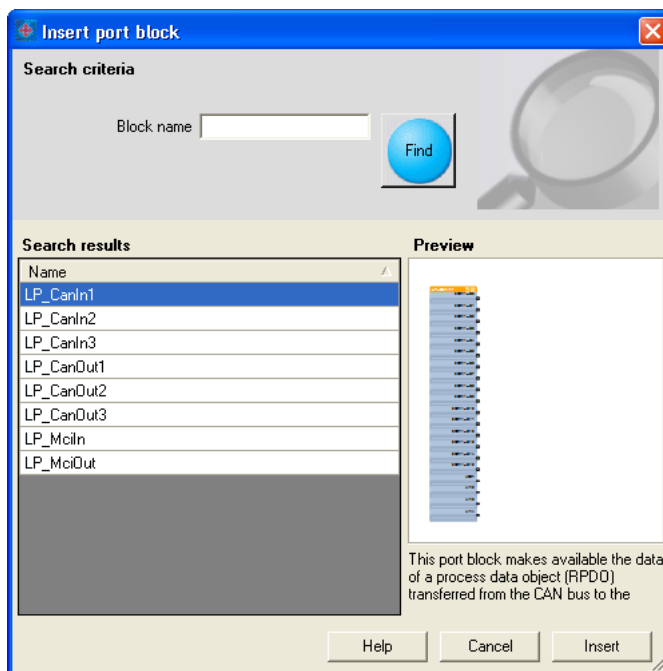 Insert port block
Search criteria
Block name
Find
Search results
Preview
Name
LP_CanIn1
LP_CanIn2
LP_CanIn3
LP_CanOut1
LP_CanOut2
LP_CanOut3
LP_MciIn
LP_MciOut
This port block makes available the data
of a process data object (RPDO)
transferred from the CAN bus to the
Help
Cancel
Insert